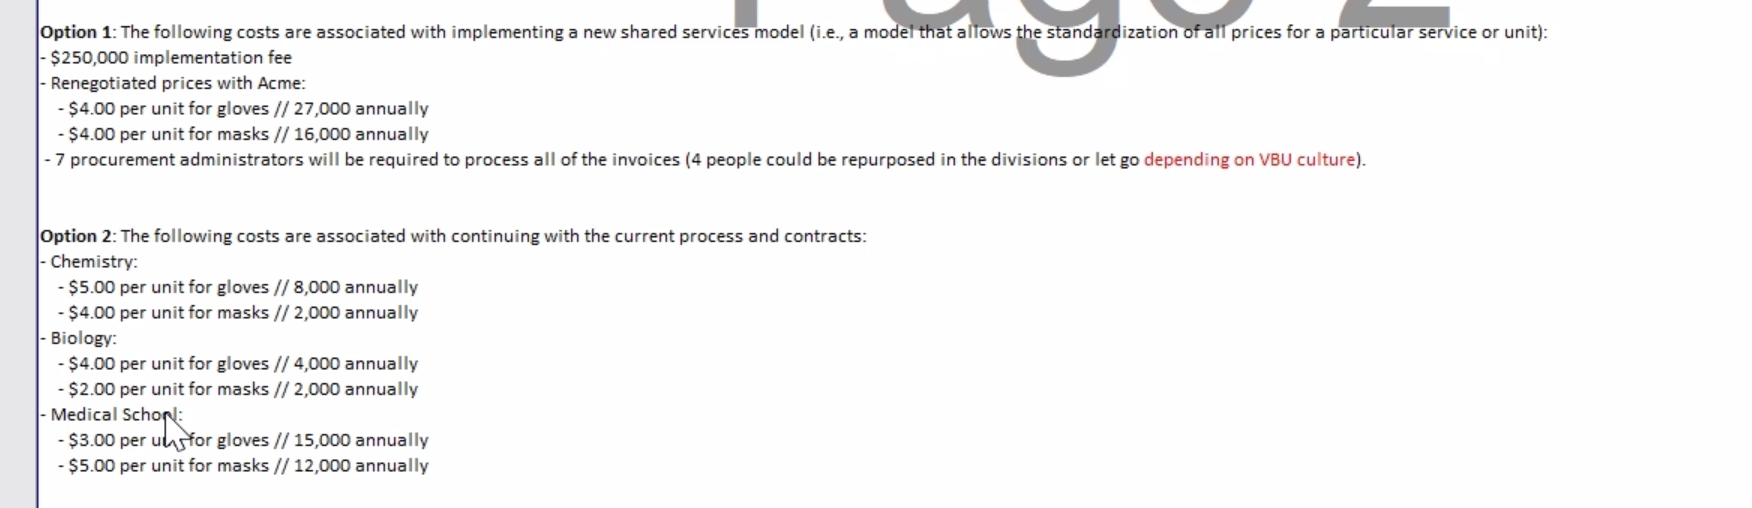 Page 2
Option 1: The following costs are associated with implementing a new shared services model (i.e., a model that allows the standardization of all prices for a particular service or unit):
- $250,000 implementation fee
- Renegotiated prices with Acme:
- $4.00 per unit for gloves // 27,000 annually
- $4.00 per unit for masks // 16,000 annually
- 7 procurement administrators will be required to process all of the invoices (4 people could be repurposed in the divisions or let go depending on VBU culture).
Option 2: The following costs are associated with continuing with the current process and contracts:
- Chemistry:
- $5.00 per unit for gloves // 8,000 annually
- $4.00 per unit for masks // 2,000 annually
- Biology:
- $4.00 per unit for gloves // 4,000 annually
- $2.00 per unit for masks // 2,000 annually
- Medical School:
- $3.00 per unit for gloves // 15,000 annually
- $5.00 per unit for masks // 12,000 annually